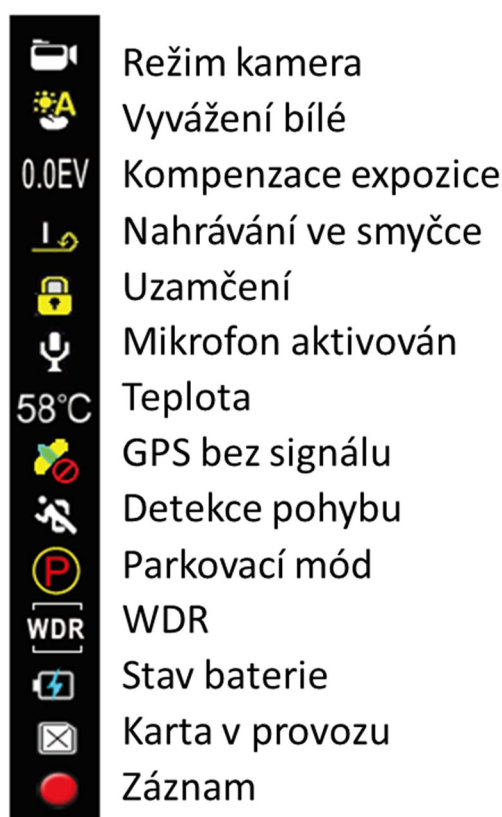 Režim kamera
A Vyvážení bílé
0.0EV Kompenzace expozice
Nahrávání ve smyčce
Uzamčení
Mikrofon aktivován
58°C Teplota
GPS bez signálu
Detekce pohybu
P Parkovací mód
WDR WDR
Stav baterie
Karta v provozu
Záznam